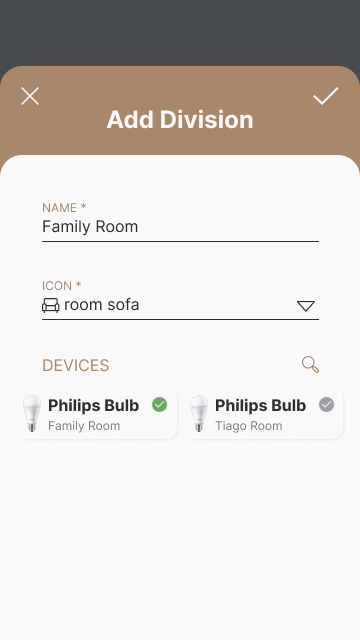 Add Division
NAME *
Family Room
ICON *
room sofa
DEVICES
Philips Bulb
Family Room
Philips Bulb
Tiago Room